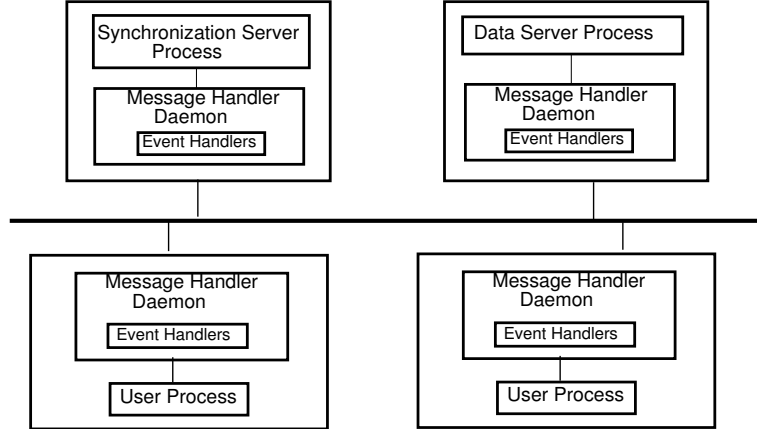 Synchronization Server
Process
Message Handler
Daemon
Event Handlers
Data Server Process
Message Handler
Daemon
Event Handlers
Message Handler
Daemon
Event Handlers
User Process
Message Handler
Daemon
Event Handlers
User Process